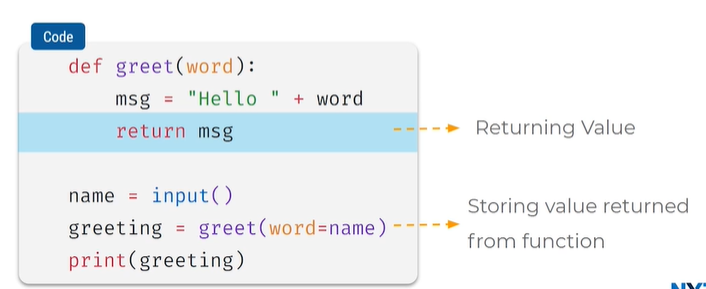 Code
def greet(word):
    msg = "Hello " + word
    return msg
Returning Value
name = input()
greeting = greet(word=name)
print(greeting)
Storing value returned
from function